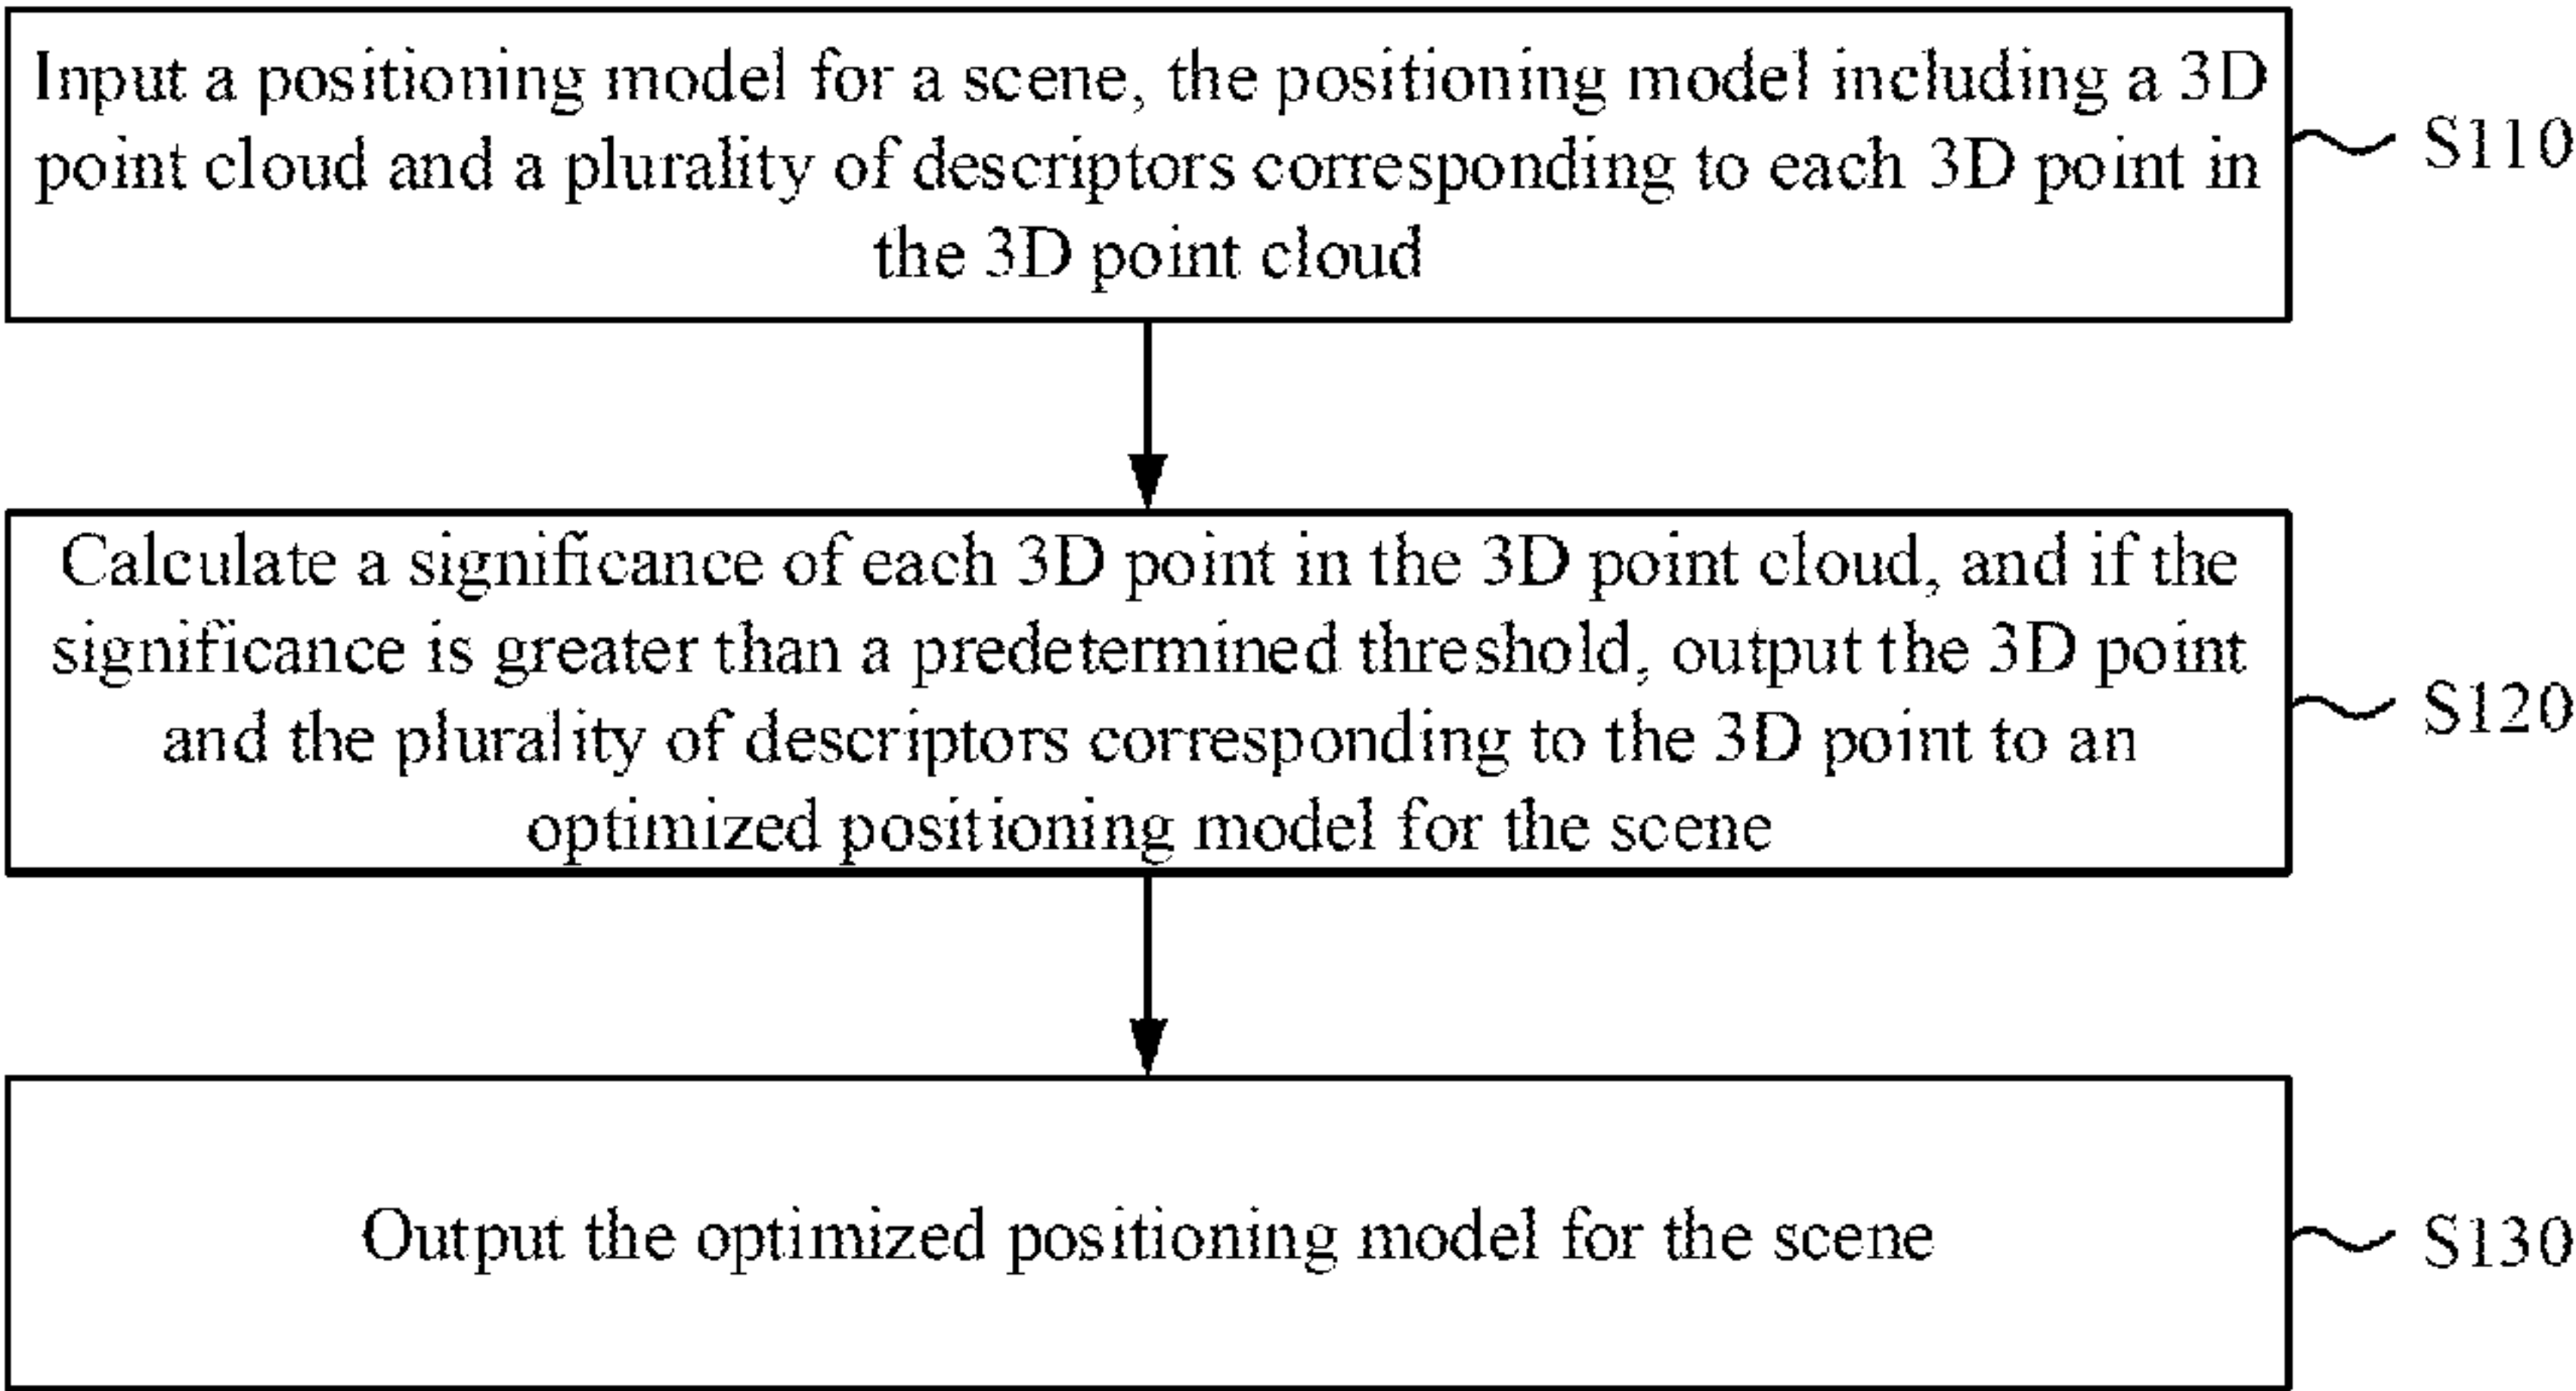 Input a positioning model for a scene, the positioning model including a 3D
point cloud and a plurality of descriptors corresponding to each 3D point in
the 3D point cloud
S110
Calculate a significance of each 3D point in the 3D point cloud, and if the
significance is greater than a predetermined threshold, output the 3D point
and the plurality of descriptors corresponding to the 3D point to an
optimized positioning model for the scene
S120
Output the optimized positioning model for the scene
S130